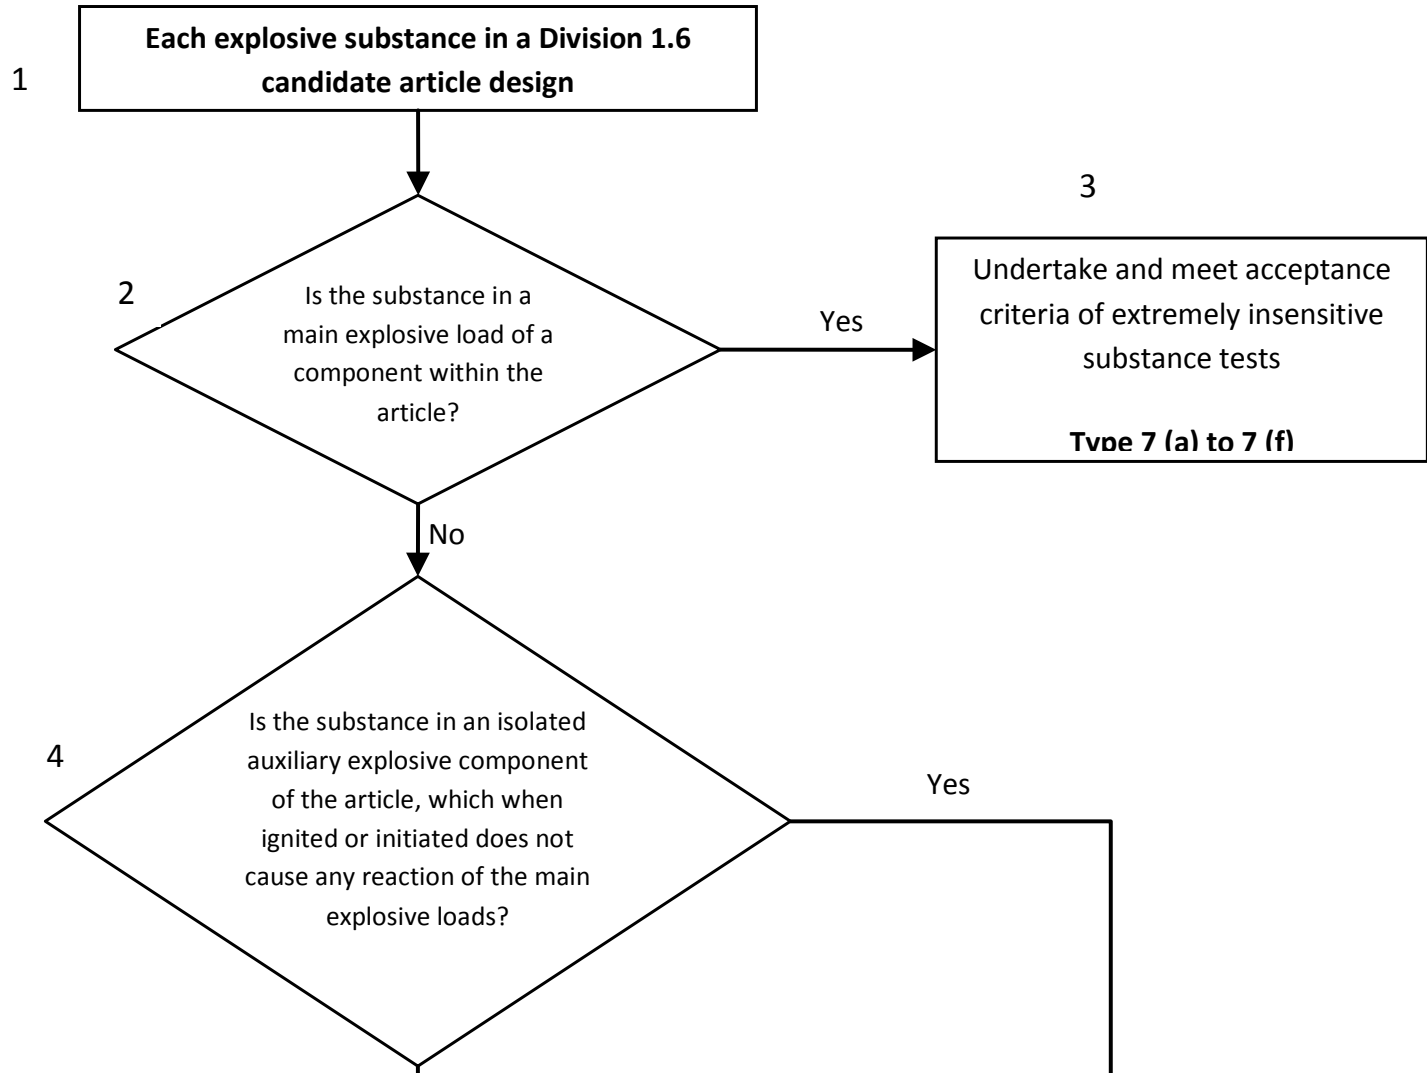 Each explosive substance in a Division 1.6
candidate article design
1
3
Undertake and meet acceptance
criteria of extremely insensitive
substance tests
Type 7 (a) to 7 (f)
2
Is the substance in a
main explosive load of a
component within the
article?
Yes
No
4
Is the substance in an isolated
auxiliary explosive component
of the article, which when
ignited or initiated does not
cause any reaction of the main
explosive loads?
Yes